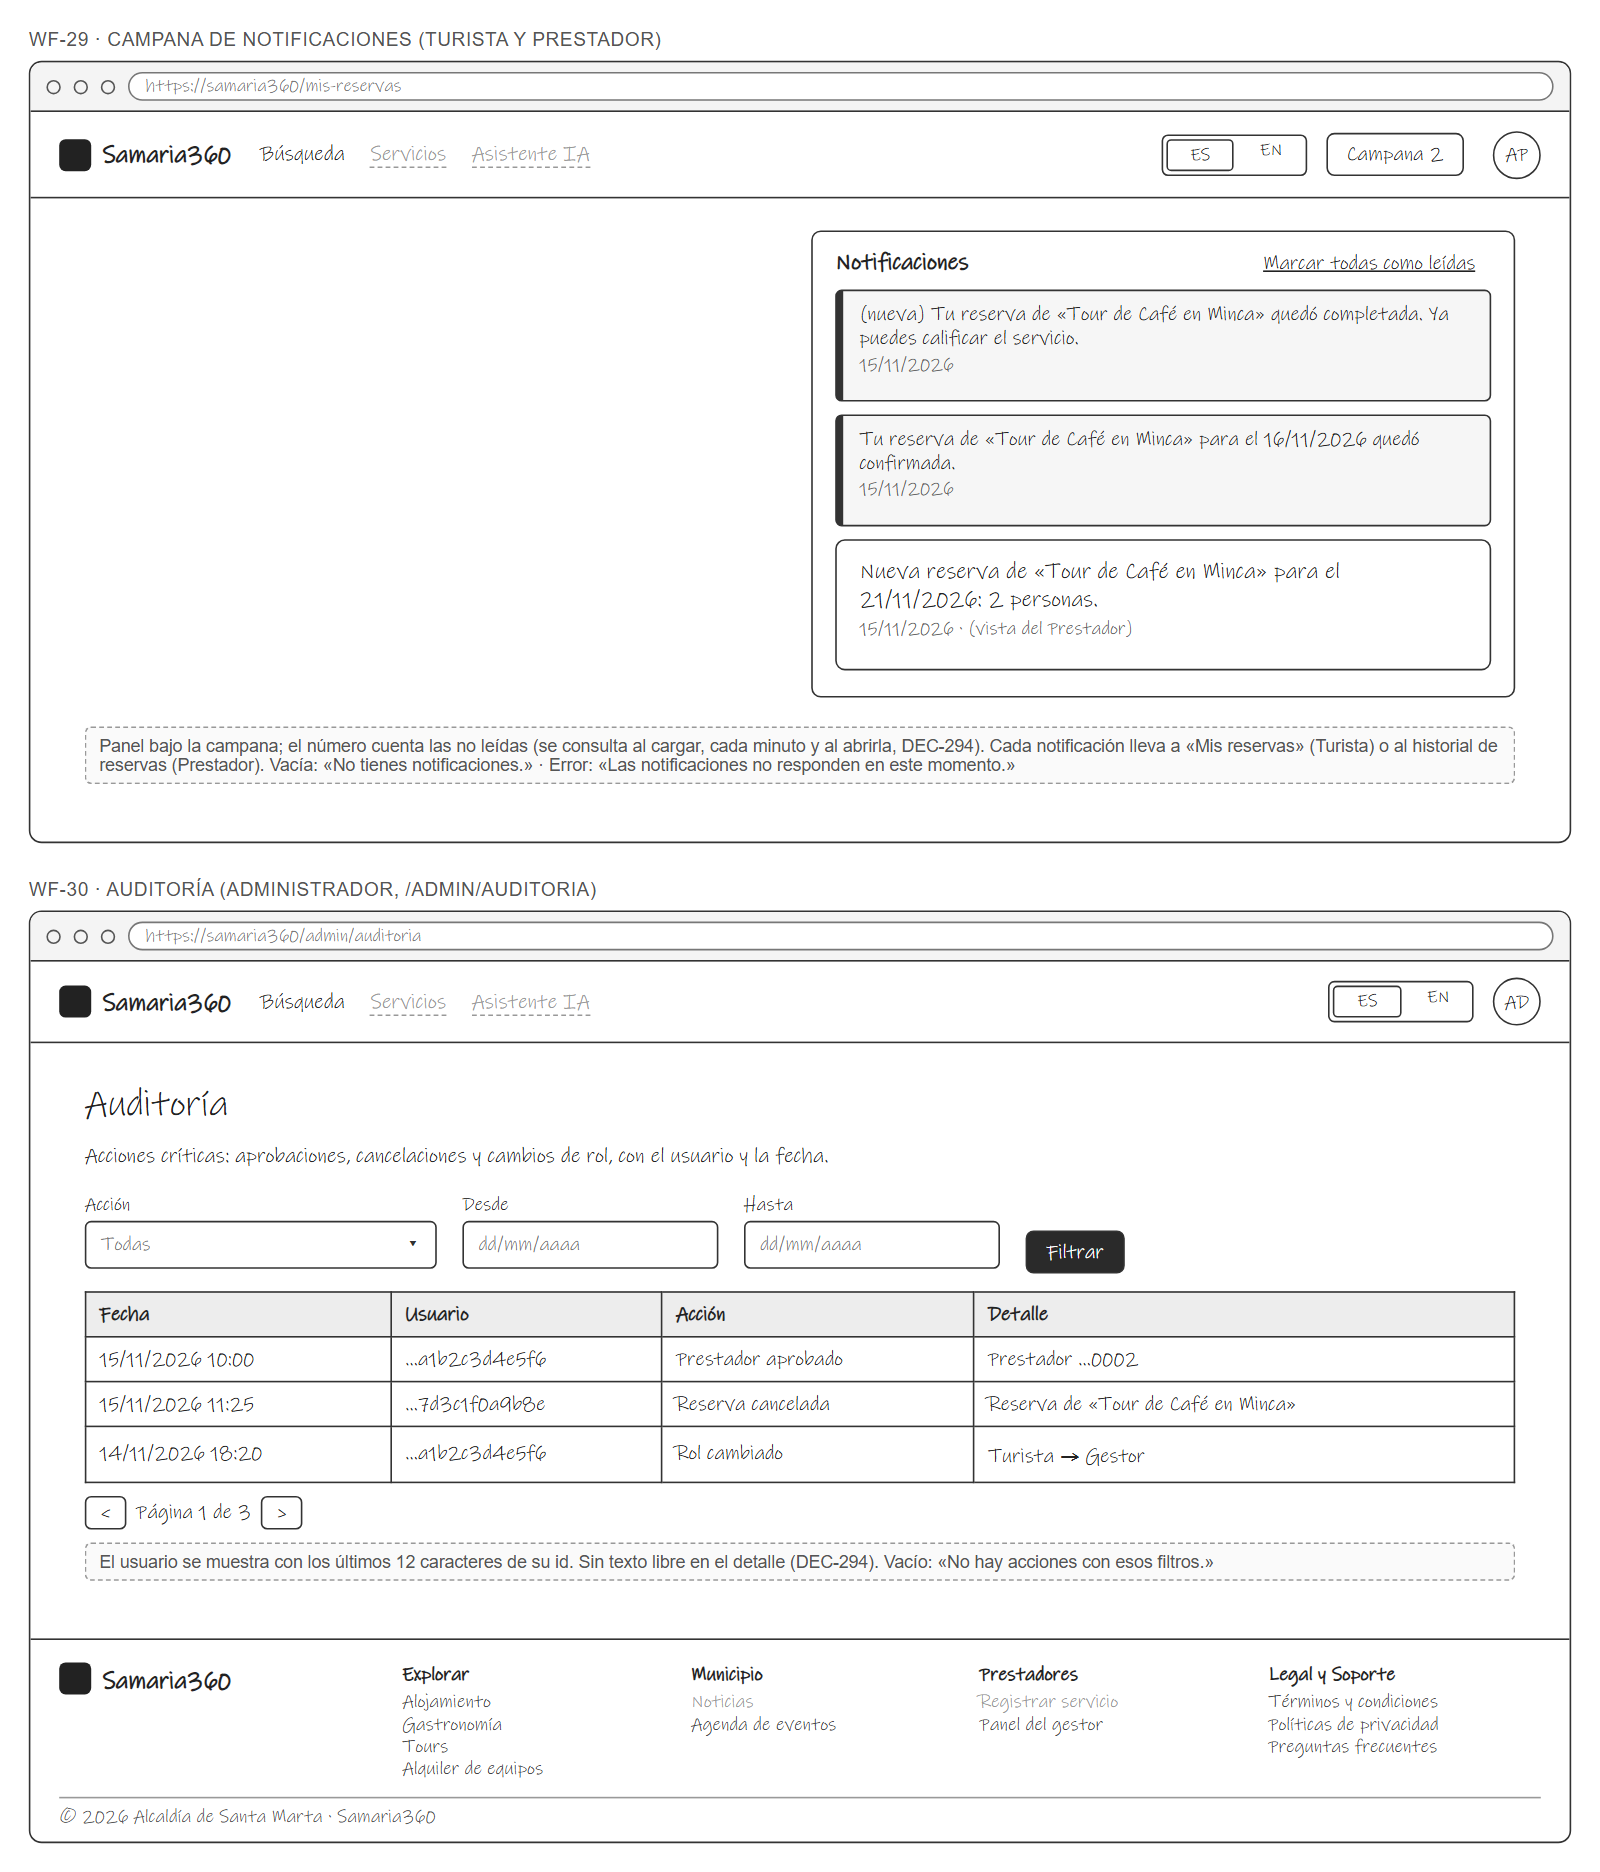 WF-29 · CAMPANA DE NOTIFICACIONES (TURISTA Y PRESTADOR)
https://samaria360/mis-reservas
Samaria360 Búsqueda Servicios Asistente IA ES EN Campana 2 AP
Notificaciones Marcar todas como leídas
(nueva) Tu reserva de «Tour de Café en Minca» quedó completada. Ya
puedes calificar el servicio.
15/11/2026
Tu reserva de «Tour de Café en Minca» para el 16/11/2026 quedó
confirmada.
15/11/2026
Nueva reserva de «Tour de Café en Minca» para el
21/11/2026: 2 personas.
15/11/2026 · (vista del Prestador)
Panel bajo la campana; el número cuenta las no leídas (se consulta al cargar, cada minuto y al abrirla, DEC-294). Cada notificación lleva a «Mis reservas» (Turista) o al historial de
reservas (Prestador). Vacía: «No tienes notificaciones.» · Error: «Las notificaciones no responden en este momento.»
WF-30 · AUDITORÍA (ADMINISTRADOR, /ADMIN/AUDITORIA)
https://samaria360/admin/auditoria
Samaria360 Búsqueda Servicios Asistente IA ES EN AD
Auditoría
Acciones críticas: aprobaciones, cancelaciones y cambios de rol, con el usuario y la fecha.
Acción Desde Hasta
Todas dd/mm/aaaa dd/mm/aaaa Filtrar
Fecha Usuario Acción Detalle
15/11/2026 10:00 ...a1b2c3d4e5f6 Prestador aprobado Prestador ...0002
15/11/2026 11:25 ...7d3c1f0a9b8e Reserva cancelada Reserva de «Tour de Café en Minca»
14/11/2026 18:20 ...a1b2c3d4e5f6 Rol cambiado Turista → Gestor
< Página 1 de 3 >
El usuario se muestra con los últimos 12 caracteres de su id. Sin texto libre en el detalle (DEC-294). Vacío: «No hay acciones con esos filtros.»
Samaria360 Explorar Municipio Prestadores Legal y Soporte
Alojamiento Noticias Registrar servicio Términos y condiciones
Gastronomía Agenda de eventos Panel del gestor Políticas de privacidad
Tours Preguntas frecuentes
Alquiler de equipos
© 2026 Alcaldía de Santa Marta · Samaria360